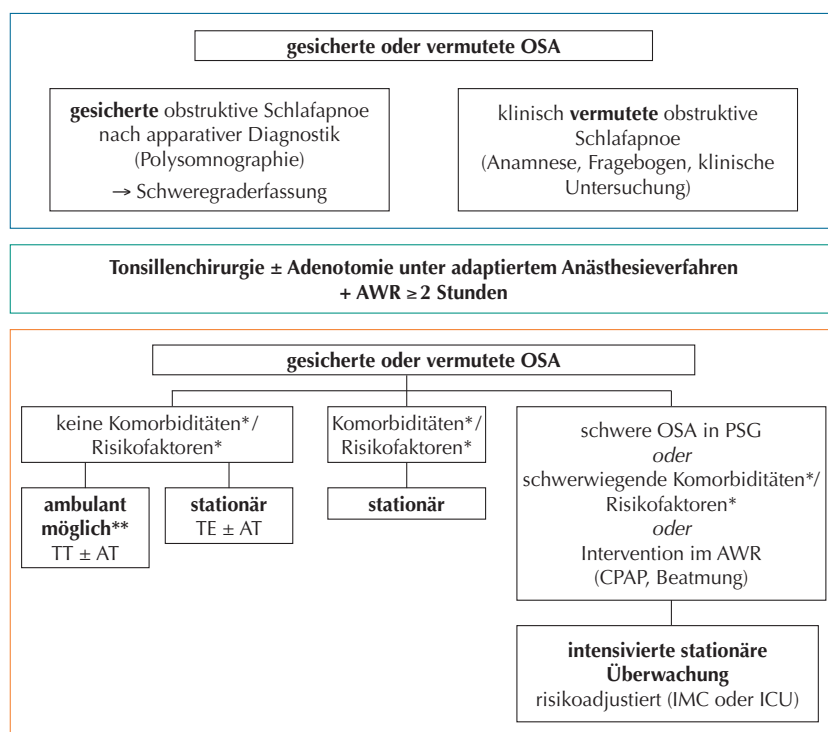 gesicherte oder vermutete OSA
gesicherte obstruktive Schlafapnoe
nach apparativer Diagnostik
(Polysomnographie)
→ Schweregraderfassung
klinisch vermutete obstruktive
Schlafapnoe
(Anamnese, Fragebogen, klinische
Untersuchung)
Tonsillenchirurgie ± Adenotomie unter adaptiertem Anästhesieverfahren
+ AWR ≥ 2 Stunden
gesicherte oder vermutete OSA
keine Komorbiditäten*/
Risikofaktoren*
ambulant
möglich**
TT ± AT
stationär
TE ± AT
Komorbiditäten*/
Risikofaktoren*
stationär
schwere OSA in PSG
oder
schwerwiegende Komorbiditäten*/
Risikofaktoren*
oder
Intervention im AWR
(CPAP, Beatmung)
intensivierte stationäre
Überwachung
risikoadjustiert (IMC oder ICU)